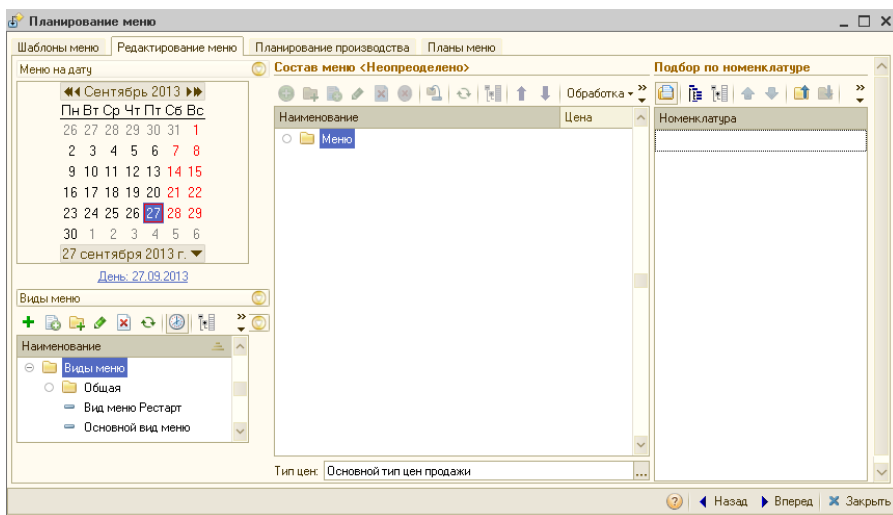 Планирование меню
Шаблоны меню Редактирование меню Планирование производства Планы меню
Меню на дату
Сентябрь 2013
Пн Вт Ср Чт Пт Сб Вс
26 27 28 29 30 31 1
2 3 4 5 6 7 8
9 10 11 12 13 14 15
16 17 18 19 20 21 22
23 24 25 26 27 28 29
30 1 2 3 4 5 6
27 сентября 2013 г.
День: 27.09.2013
Виды меню
Наименование
Виды меню
Общая
Вид меню Рестарт
Основной вид меню
Состав меню <Неопреоделено>
Обработка
Наименование Цена
Меню
Тип цен: Основной тип цен продажи ...
Подбор по номенклатуре
Номенклатура
? Назад Вперед Закрыть